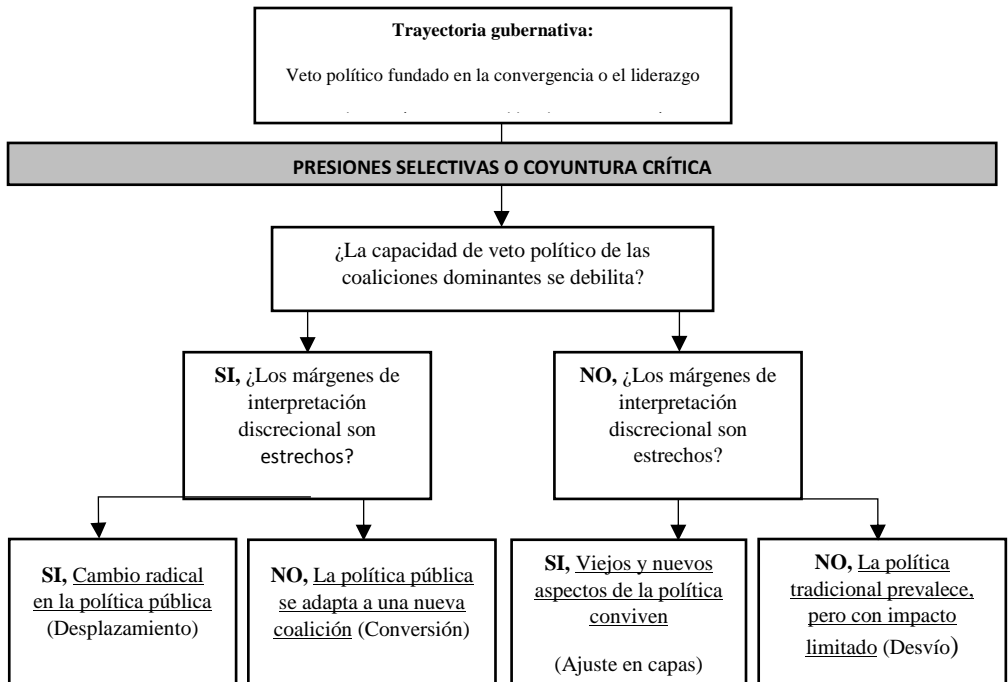 Trayectoria gubernativa:
Veto político fundado en la convergencia o el liderazgo
PRESIONES SELECTIVAS O COYUNTURA CRÍTICA
¿La capacidad de veto político de las
coaliciones dominantes se debilita?
SI, ¿Los márgenes de
interpretación
discrecional son
estrechos?
NO, ¿Los márgenes de
interpretación
discrecional son
estrechos?
SI, Cambio radical
en la política pública
(Desplazamiento)
NO, La política pública
se adapta a una nueva
coalición (Conversión)
SI, Viejos y nuevos
aspectos de la política
conviven
(Ajuste en capas)
NO, La política
tradicional prevalece,
pero con impacto
limitado (Desvío)